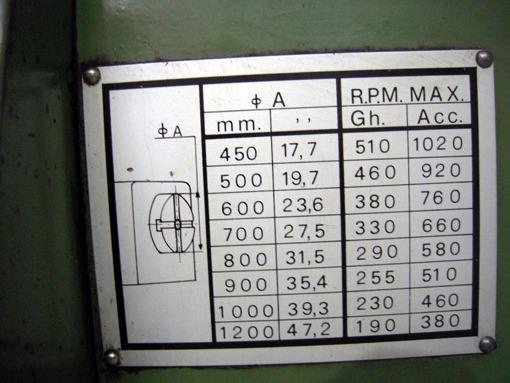 φ A
φ A R.P.M. MAX.
mm. ,, Gh. Acc.
450 17,7 510 1020
500 19,7 460 920
600 23,6 380 760
700 27,5 330 660
800 31,5 290 580
900 35,4 255 510
1000 39,3 230 460
1200 47,2 190 380